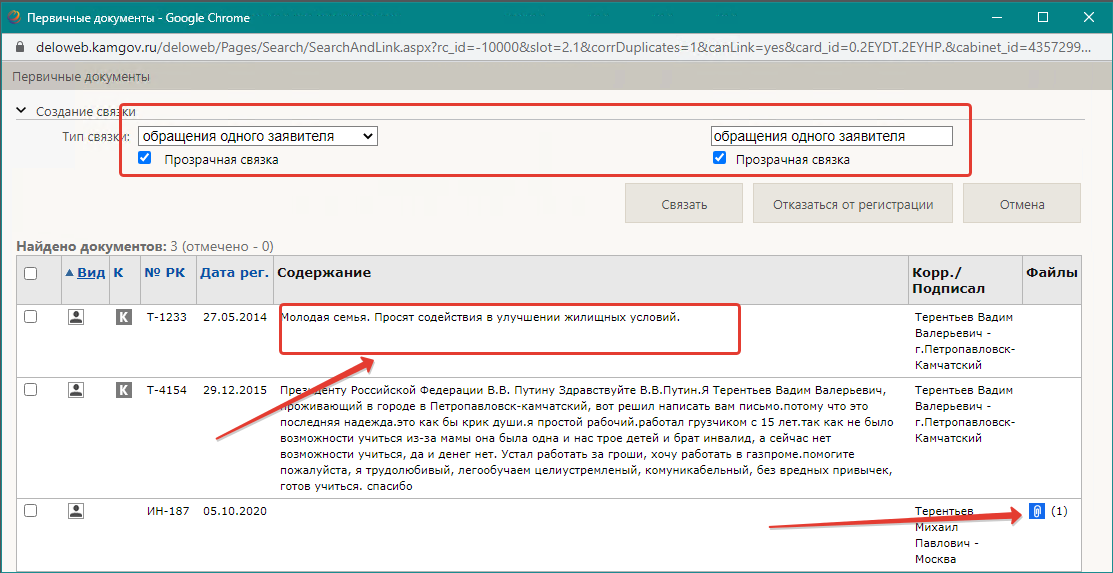 Первичные документы - Google Chrome
deloweb.kamgov.ru/deloweb/Pages/Search/SearchAndLink.aspx?rc_id=-10000&slot=2.1&corrDuplicates=1&canLink=yes&card_id=0.2EYDT.2EYHP.&cabinet_id=4357299...
Первичные документы
Создание связки
Тип связки: обращения одного заявителя обращения одного заявителя
Прозрачная связка Прозрачная связка
Связать Отказаться от регистрации Отмена
Найдено документов: 3 (отмечено - 0)
Вид К № РК Дата рег. Содержание Корр./ Подписал Файлы
К Т-1233 27.05.2014 Молодая семья. Просят содействия в улучшении жилищных условий. Терентьев Вадим
Валерьевич -
г.Петропавловск-
Камчатский
К Т-4154 29.12.2015 Президенту Российской Федерации В.В. Путину Здравствуйте В.В.Путин.Я Терентьев Вадим Валерьевич, Терентьев Вадим
проживающий в городе в Петропавловск-камчатский, вот решил написать вам письмо.потому что это Валерьевич -
последняя надежда.это как бы крик души.я простой рабочий.работал грузчиком с 15 лет.так как не было г.Петропавловск-
возможности учиться из-за мамы она была одна и нас трое детей и брат инвалид, а сейчас нет Камчатский
возможности учиться, да и денег нет. Устал работать за гроши, хочу работать в газпроме.помогите
пожалуйста, я трудолюбивый, легообучаем целиустремленый, комуникабельный, без вредных привычек,
готов учиться. спасибо
ИН-187 05.10.2020 Терентьев (1)
Михаил
Павлович -
Москва